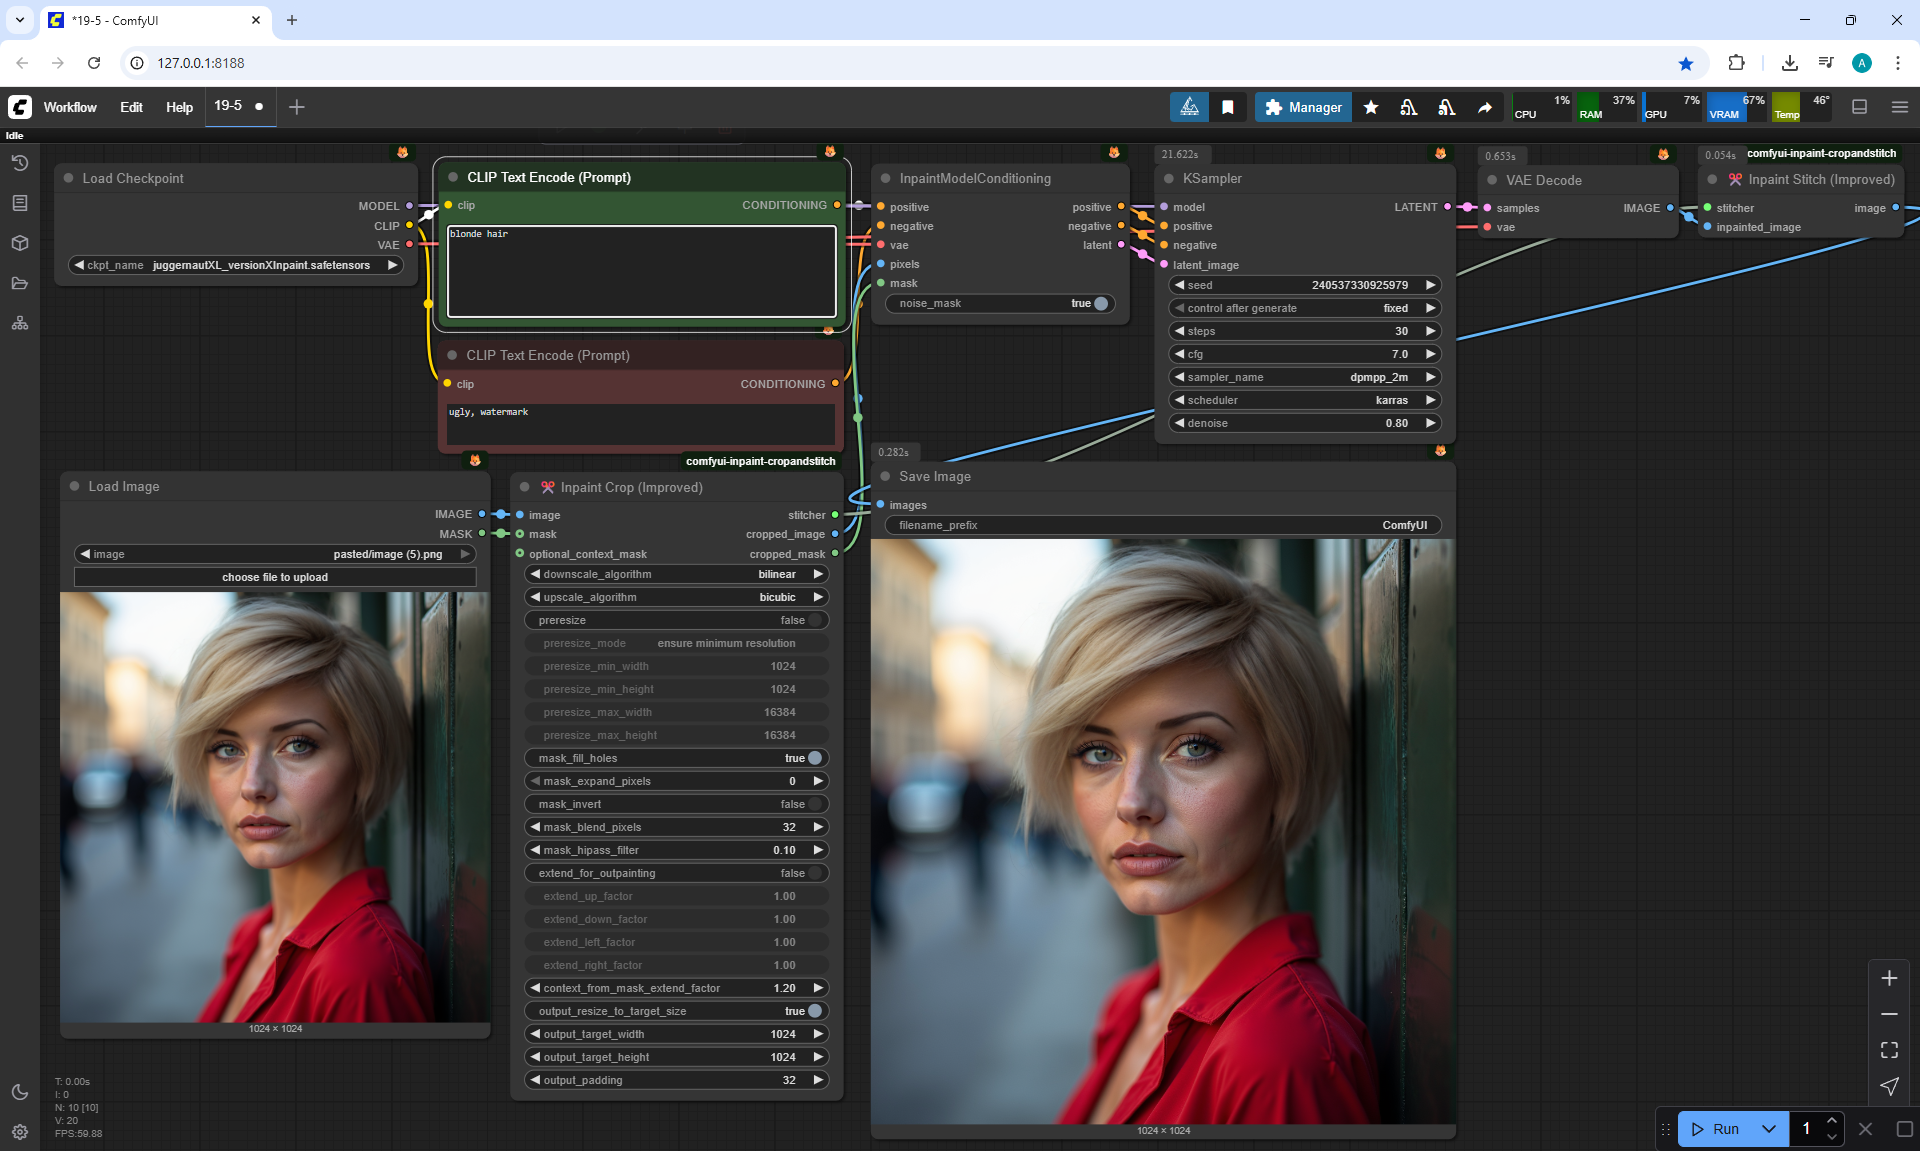 *19-5 - ComfyUI
127.0.0.1:8188
A
Workflow Edit Help 19-5
Manager
CPU 1% RAM 37% GPU 7% VRAM 67% Temp 46°
Idle
Load Checkpoint
MODEL
CLIP
VAE
ckpt_name juggernautXL_versionXInpaint.safetensors
CLIP Text Encode (Prompt)
clip CONDITIONING
blonde hair
CLIP Text Encode (Prompt)
clip CONDITIONING
ugly, watermark
InpaintModelConditioning
positive positive
negative negative
vae latent
pixels
mask
noise_mask true
21.622s
KSampler
model LATENT
positive
negative
latent_image
seed 240537330925979
control after generate fixed
steps 30
cfg 7.0
sampler_name dpmpp_2m
scheduler karras
denoise 0.80
0.653s
VAE Decode
samples IMAGE
vae
0.054s comfyui-inpaint-cropandstitch
Inpaint Stitch (Improved)
stitcher image
inpainted_image
Load Image
IMAGE
MASK
image pasted/image (5).png
choose file to upload
1024 × 1024
comfyui-inpaint-cropandstitch
Inpaint Crop (Improved)
image stitcher
mask cropped_image
optional_context_mask cropped_mask
downscale_algorithm bilinear
upscale_algorithm bicubic
preresize false
preresize_mode ensure minimum resolution
preresize_min_width 1024
preresize_min_height 1024
preresize_max_width 16384
preresize_max_height 16384
mask_fill_holes true
mask_expand_pixels 0
mask_invert false
mask_blend_pixels 32
mask_hipass_filter 0.10
extend_for_outpainting false
extend_up_factor 1.00
extend_down_factor 1.00
extend_left_factor 1.00
extend_right_factor 1.00
context_from_mask_extend_factor 1.20
output_resize_to_target_size true
output_target_width 1024
output_target_height 1024
output_padding 32
0.282s
Save Image
images
filename_prefix ComfyUI
1024 × 1024
T: 0.00s
I: 0
N: 10 [10]
V: 20
FPS:59.88
Run 1